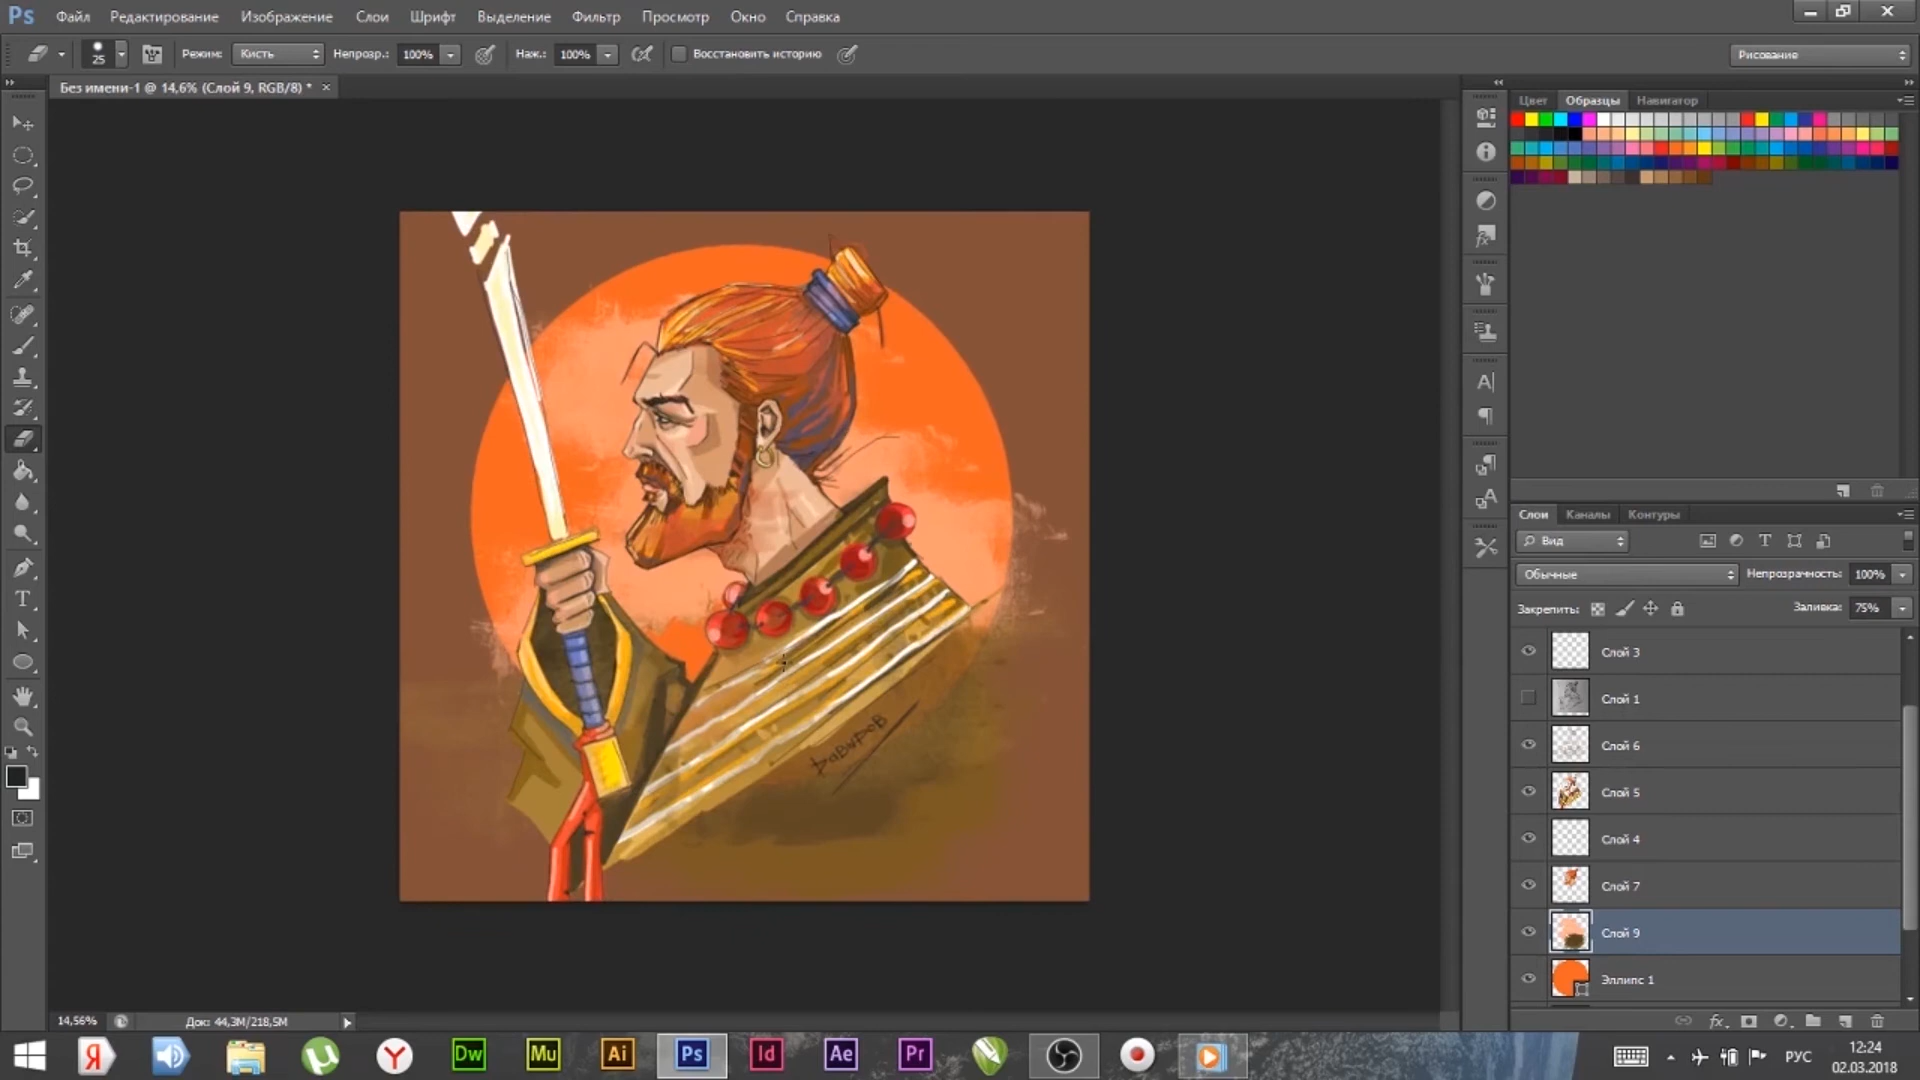 Ps Файл Редактирование Изображение Слои Шрифт Выделение Фильтр Просмотр Окно Справка
25 Режим: Кисть Непрозр.: 100% Наж.: 100% Восстановить историю Рисование
Без имени-1 @ 14,6% (Слой 9, RGB/8) * ×
Цвет Образцы Навигатор
Слои Каналы Контуры
Вид
Обычные Непрозрачность: 100%
Закрепить: Заливка: 75%
Слой 3
Слой 1
Слой 6
Слой 5
Слой 4
Слой 7
Слой 9
Эллипс 1
14,56% Док: 44,3M/218,5M
Я Y Dw Mu Ai Ps Id Ae Pr РУС 12:24
02.03.2018